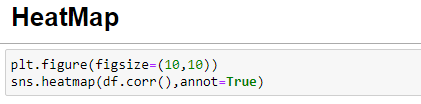 HeatMap
plt.figure(figsize=(10,10))
sns.heatmap(df.corr(),annot=True)